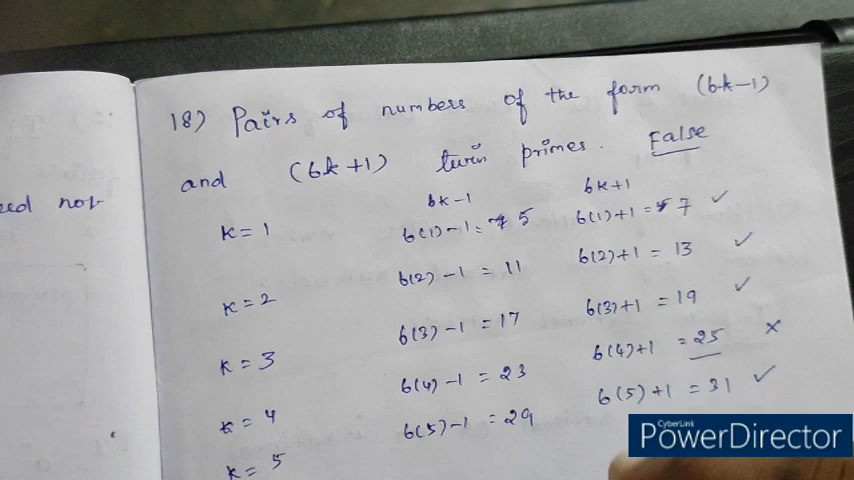 18) Pairs of numbers of the form (6k-1)
and (6k+1) twin primes. False
6k-1 6k+1
k=1 6(1)-1= 5 6(1)+1 = 7 ✓
k=2 6(2)-1 = 11 6(2)+1 = 13 ✓
k=3 6(3)-1 = 17 6(3)+1 = 19 ✓
k=4 6(4)-1 = 23 6(4)+1 = 25 ×
k=5 6(5)-1 = 29 6(5)+1 = 31 ✓
not
CyberLink
PowerDirector